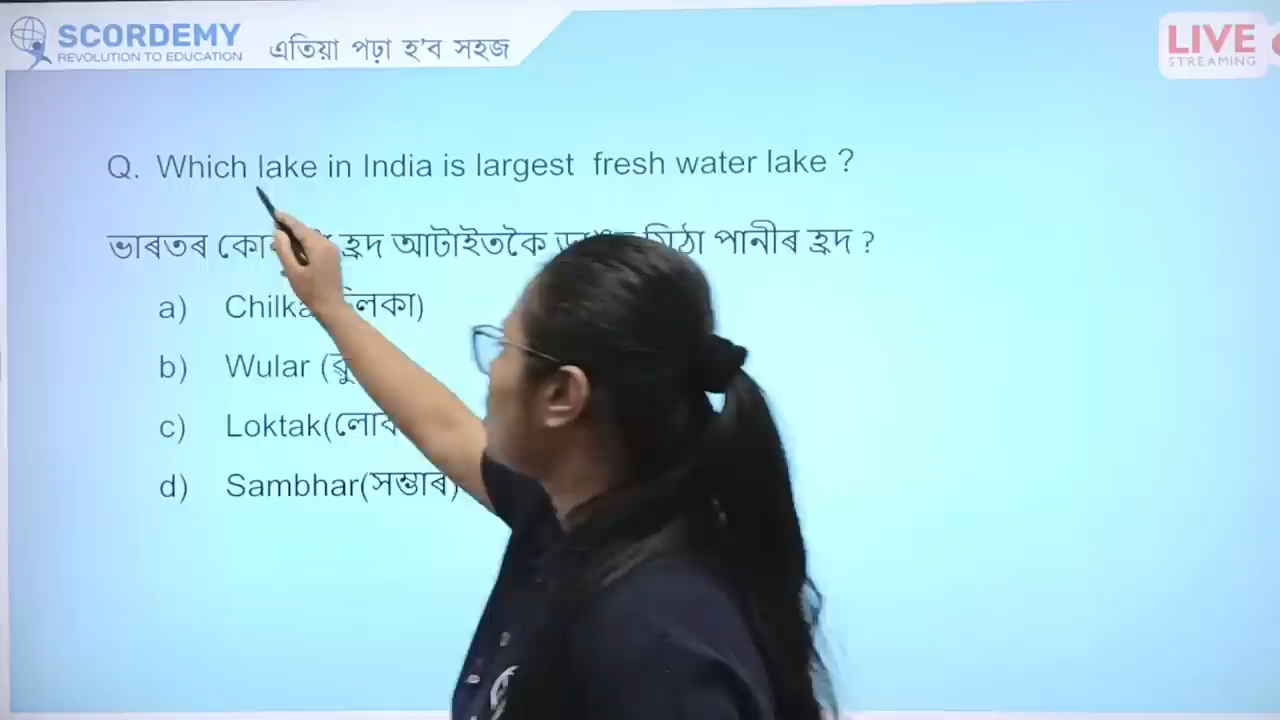 SCORDEMY
REVOLUTION TO EDUCATION
এতিয়া পঢ়া হ'ব সহজ
LIVE
STREAMING
Q. Which lake in India is largest fresh water lake ?
ভাৰতৰ হ্ৰদ আটাইতকৈ মিঠা পানীৰ হ্ৰদ ?
a) Chilka
b) Wular
c) Loktak
d) Sambhar(সম্ভাৰ)